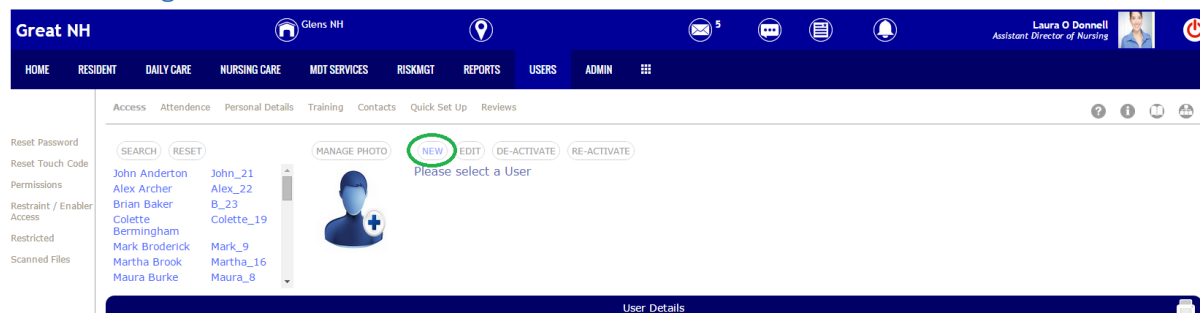 Great NH
Glens NH
5
Laura O Donnell
Assistant Director of Nursing
HOME RESIDENT DAILY CARE NURSING CARE MDT SERVICES RISKMGT REPORTS USERS ADMIN
Access Attendence Personal Details Training Contacts Quick Set Up Reviews
Reset Password
Reset Touch Code
Permissions
Restraint / Enabler
Access
Restricted
Scanned Files
SEARCH RESET
John Anderton John_21
Alex Archer Alex_22
Brian Baker B_23
Colette Colette_19
Bermingham
Mark Broderick Mark_9
Martha Brook Martha_16
Maura Burke Maura_8
MANAGE PHOTO NEW EDIT DE-ACTIVATE RE-ACTIVATE
Please select a User
User Details